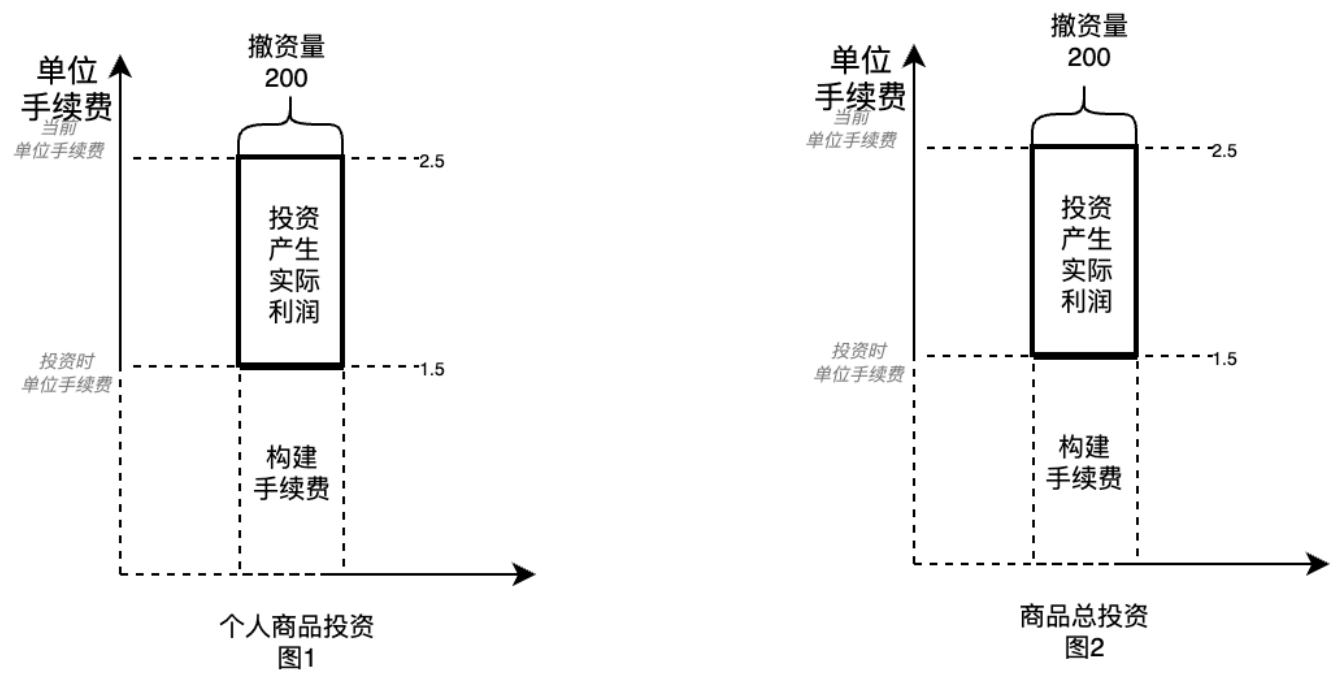 撤资量
200
单位
手续费
当前
单位手续费
2.5
投资
产生
实际
利润
投资时
单位手续费
1.5
构建
手续费
个人商品投资
图1
撤资量
200
单位
手续费
当前
单位手续费
2.5
投资
产生
实际
利润
投资时
单位手续费
1.5
构建
手续费
商品总投资
图2